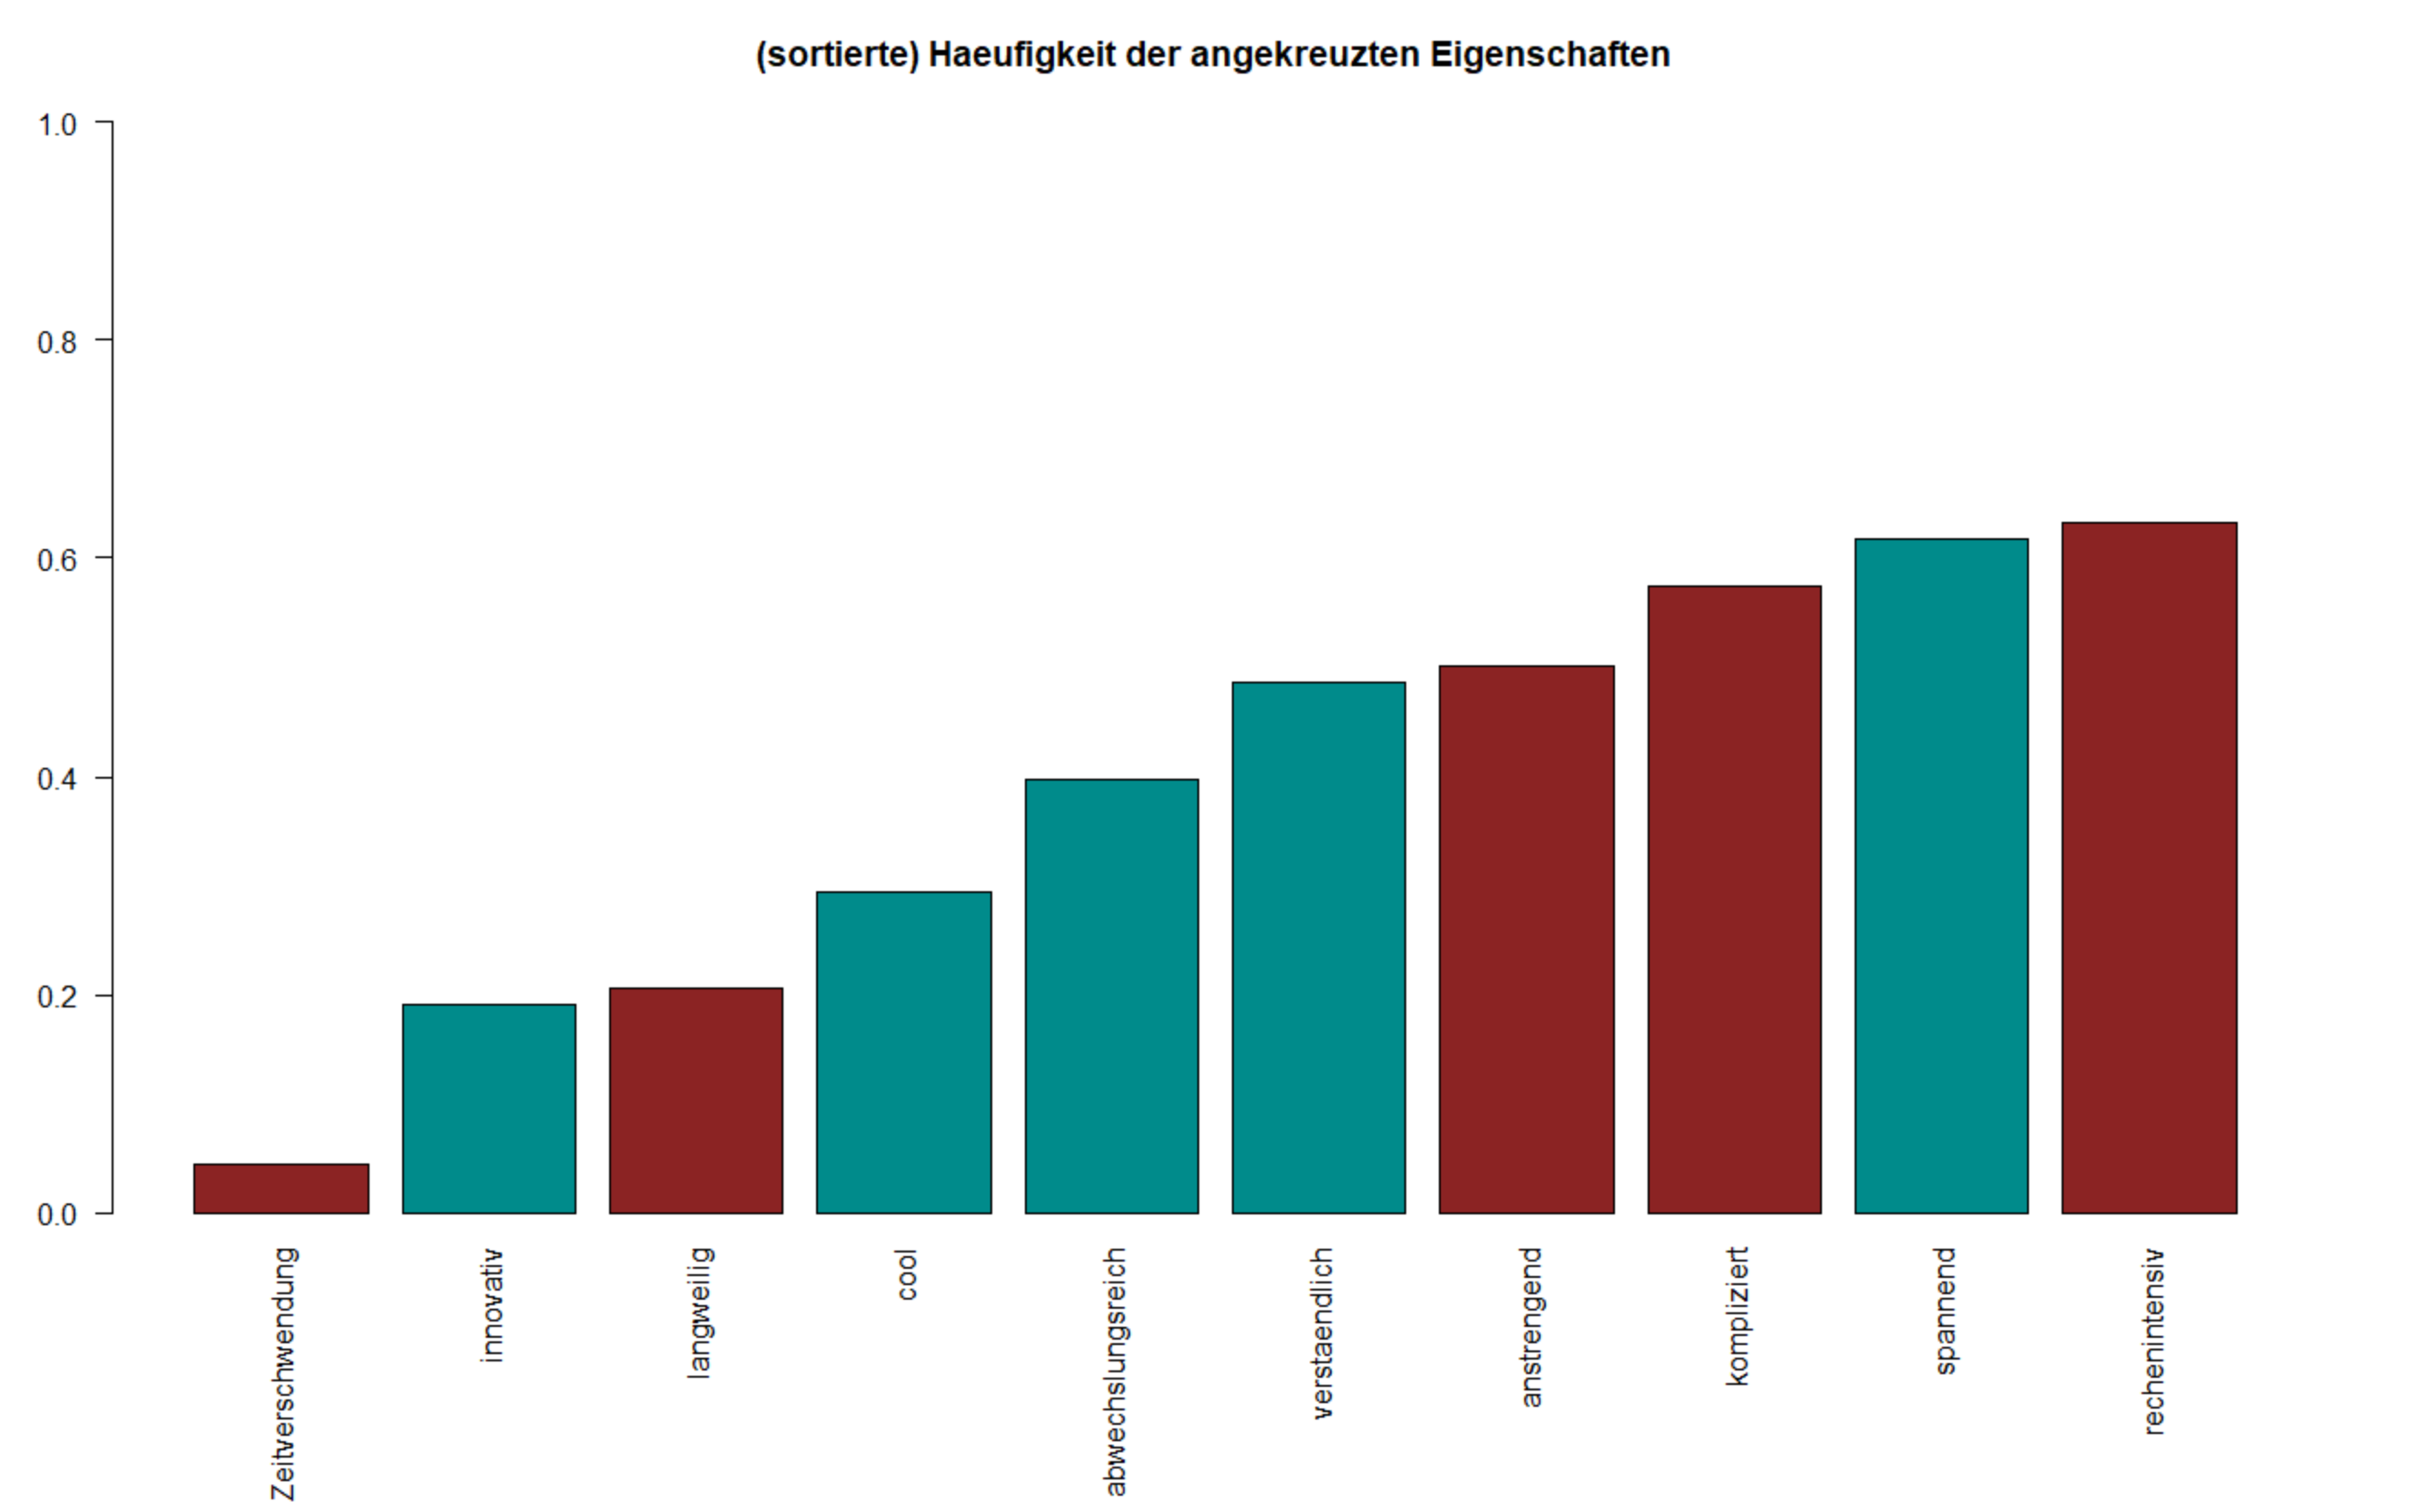 (sortierte) Haeufigkeit der angekreuzten Eigenschaften
1.0
0.8
0.6
0.4
0.2
0.0
Zeitverschwendung
innovativ
langweilig
cool
abwechslungsreich
verstaendlich
anstrengend
kompliziert
spannend
rechenintensiv